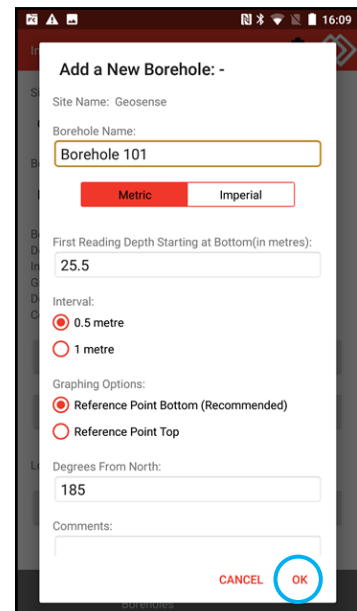 16:09
In
Add a New Borehole: -
Site Name: Geosense
Borehole Name:
Borehole 101
Metric Imperial
First Reading Depth Starting at Bottom(in metres):
25.5
Interval:
0.5 metre
1 metre
Graphing Options:
Reference Point Bottom (Recommended)
Reference Point Top
Degrees From North:
185
Comments:
CANCEL OK
Boreholes